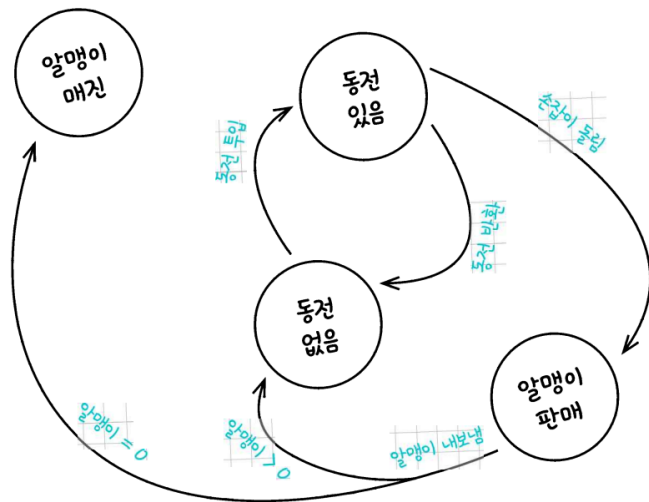 알맹이
매진
동전
있음
손잡이 돌림
동전 투입
동전 반환
동전
없음
알맹이
판매
알맹이 = 0
알맹이 > 0
알맹이 내보냄